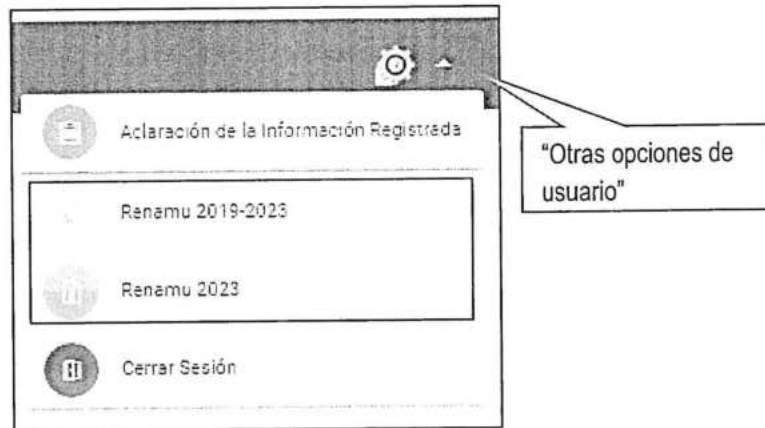 Aclaración de la Información Registrada
"Otras opciones de
usuario"
Renamu 2019-2023
Renamu 2023
Cerrar Sesión